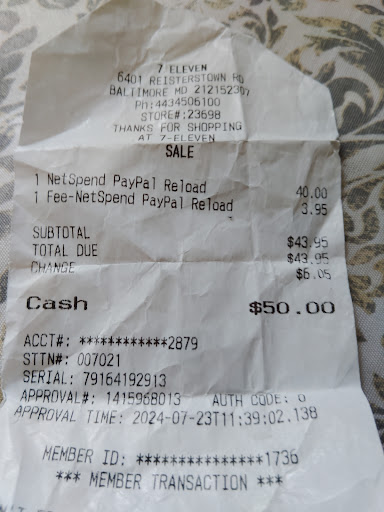 7 ELEVEN
6401 REISTERSTOWN RD
BALTIMORE MD 212152307
Ph:4434506100
STORE#:23698
THANKS FOR SHOPPING
AT 7-ELEVEN
SALE
1 NetSpend PayPal Reload 40.00
1 Fee-NetSpend PayPal Reload 3.95
SUBTOTAL $43.95
TOTAL DUE $43.95
CHANGE $6.05
Cash $50.00
ACCT#: ************2879
STTN#: 007021
SERIAL: 79164192913
APPROVAL#: 1415968013 AUTH CODE: 0
APPROVAL TIME: 2024-07-23T11:39:02.138
MEMBER ID: ***************1736
*** MEMBER TRANSACTION ***